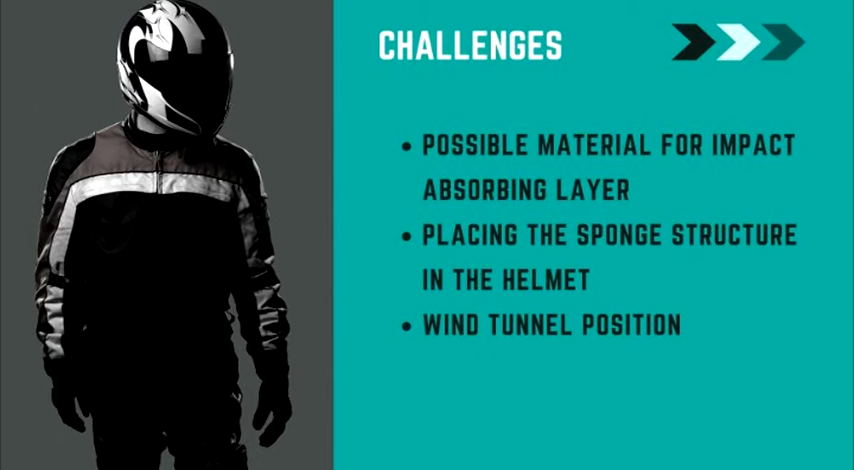 CHALLENGES
• POSSIBLE MATERIAL FOR IMPACT
ABSORBING LAYER
• PLACING THE SPONGE STRUCTURE
IN THE HELMET
• WIND TUNNEL POSITION